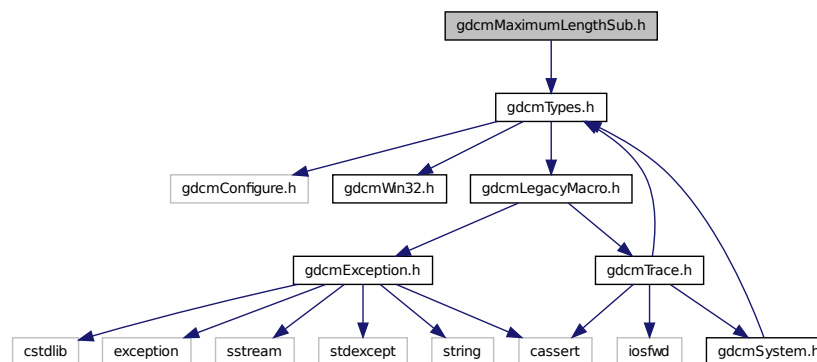 gdcmMaximumLengthSub.h
gdcmTypes.h
gdcmConfigure.h
gdcmWin32.h
gdcmLegacyMacro.h
gdcmException.h
gdcmTrace.h
cstdlib
exception
sstream
stdexcept
string
cassert
iosfwd
gdcmSystem.h